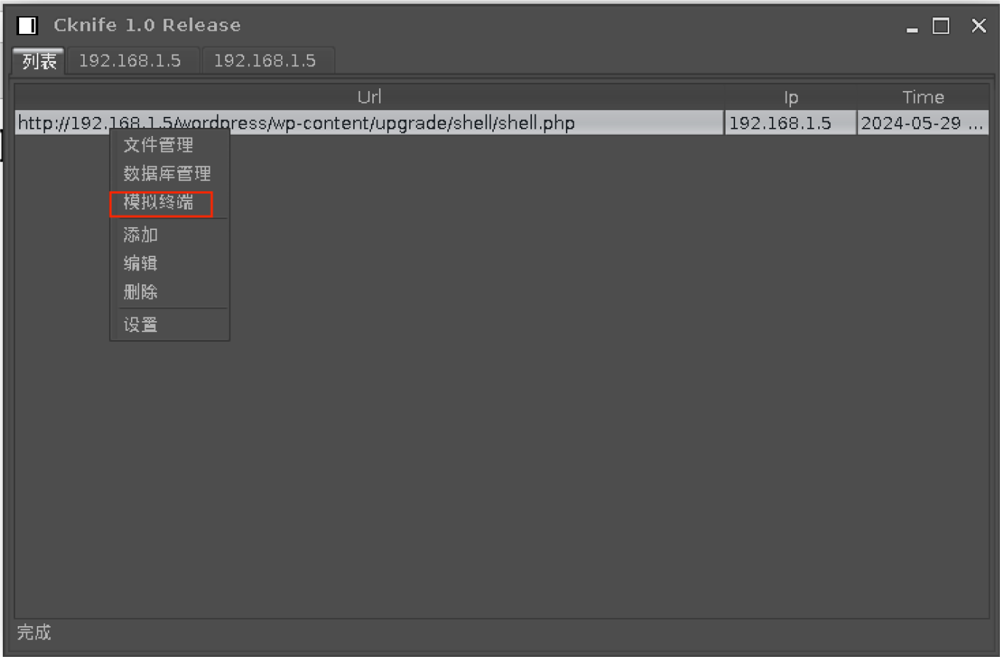 Cknife 1.0 Release
列表 192.168.1.5 192.168.1.5
Url Ip Time
http://192.168.1.5/wordpress/wp-content/upgrade/shell/shell.php 192.168.1.5 2024-05-29 ...
文件管理
数据库管理
模拟终端
添加
编辑
删除
设置
完成